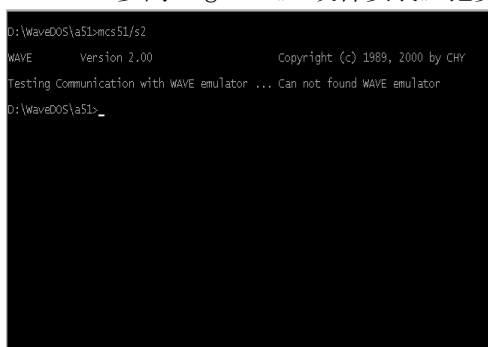 D:\WaveDOS\a51>mcs51/s2
WAVE Version 2.00 Copyright (c) 1989, 2000 by CHY
Testing Communication with WAVE emulator ... Can not found WAVE emulator
D:\WaveDOS\a51>_